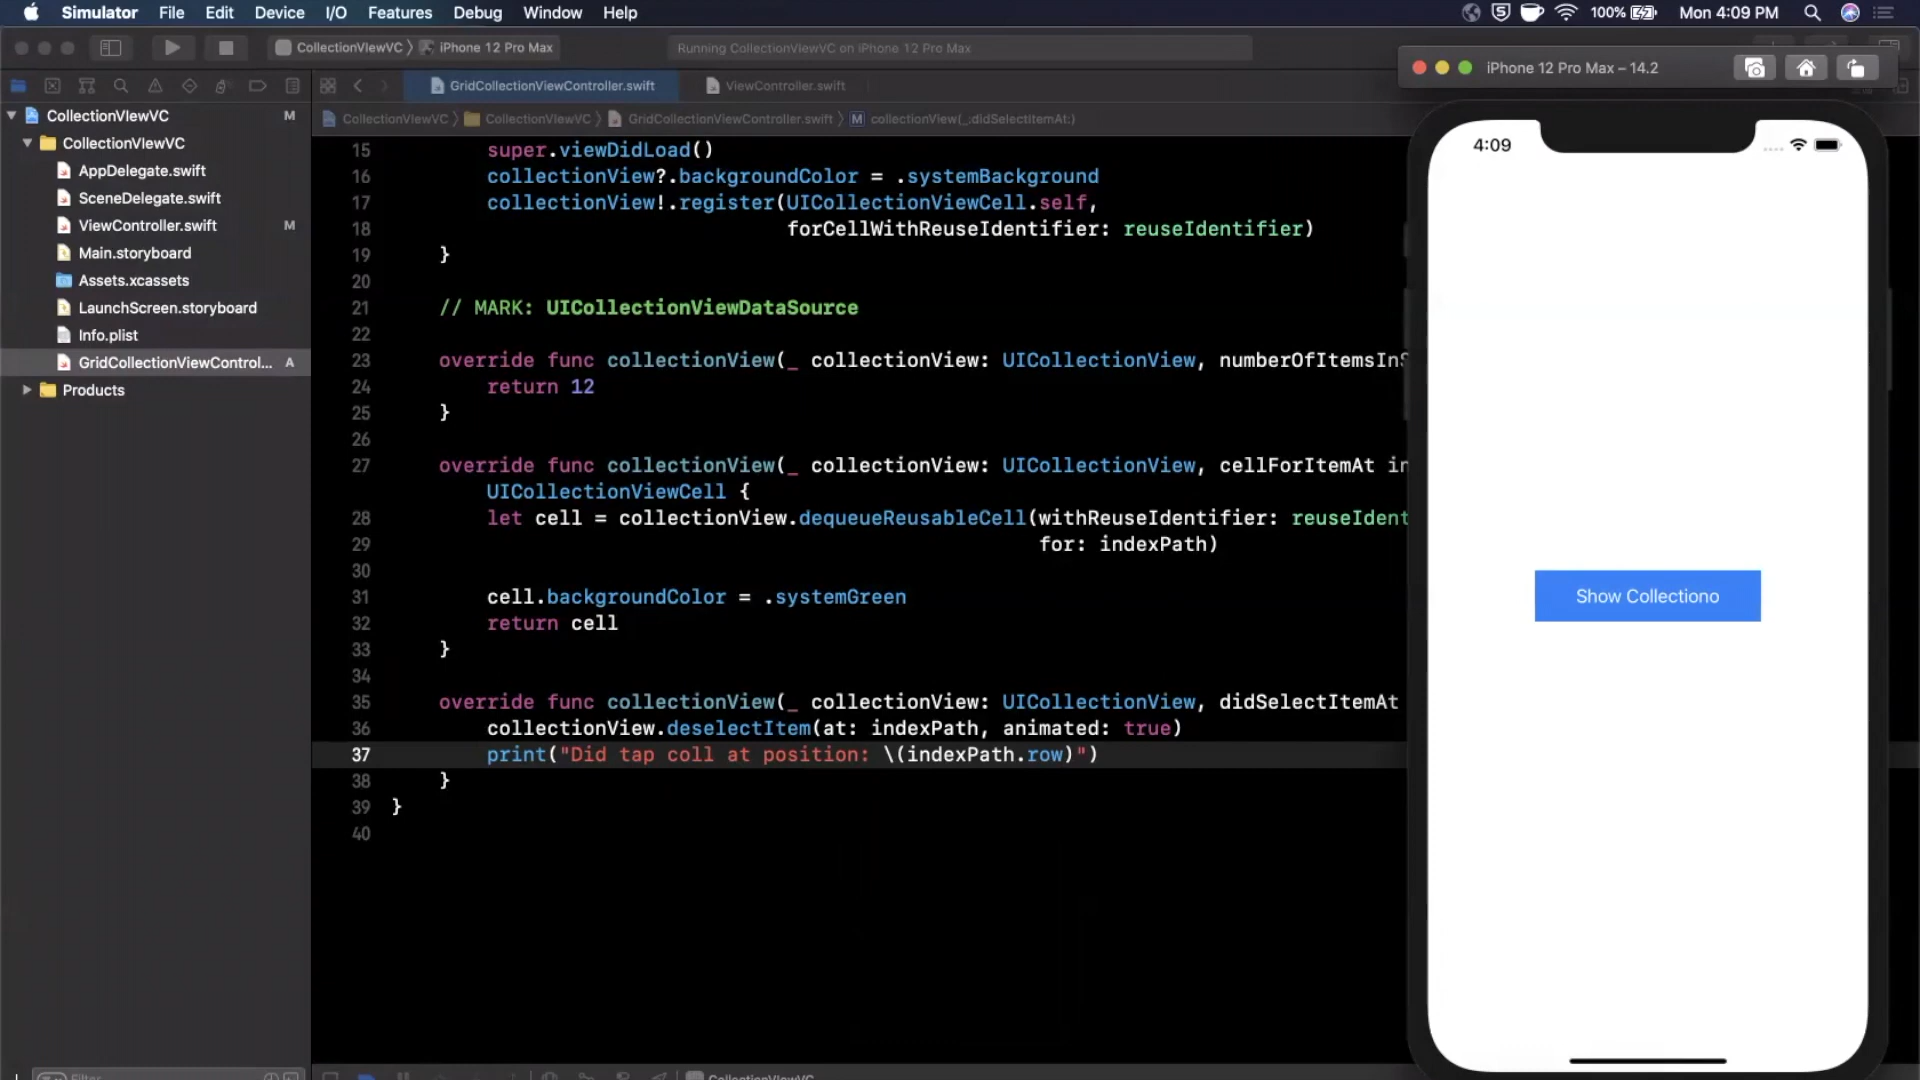 Simulator File Edit Device I/O Features Debug Window Help
100% Mon 4:09 PM
CollectionVIewVC iPhone 12 Pro Max
Running CollectionVIewVC on iPhone 12 Pro Max
iPhone 12 Pro Max – 14.2
GridCollectionViewController.swift
ViewController.swift
CollectionVIewVC CollectionVIewVC GridCollectionViewController.swift M collectionView(_:didSelectItemAt:)
CollectionVIewVC M
CollectionVIewVC
AppDelegate.swift
SceneDelegate.swift
ViewController.swift M
Main.storyboard
Assets.xcassets
LaunchScreen.storyboard
Info.plist
GridCollectionViewControl... A
Products
Filter
15 super.viewDidLoad()
16 collectionView?.backgroundColor = .systemBackground
17 collectionView!.register(UICollectionViewCell.self,
18 forCellWithReuseIdentifier: reuseIdentifier)
19 }
20
21 // MARK: UICollectionViewDataSource
22
23 override func collectionView(_ collectionView: UICollectionView, numberOfItemsInS
24 return 12
25 }
26
27 override func collectionView(_ collectionView: UICollectionView, cellForItemAt in
UICollectionViewCell {
28 let cell = collectionView.dequeueReusableCell(withReuseIdentifier: reuseIdent
29 for: indexPath)
30
31 cell.backgroundColor = .systemGreen
32 return cell
33 }
34
35 override func collectionView(_ collectionView: UICollectionView, didSelectItemAt
36 collectionView.deselectItem(at: indexPath, animated: true)
37 print("Did tap coll at position: \(indexPath.row)")
38 }
39 }
40
CollectionVIewVC
4:09
Show Collectiono